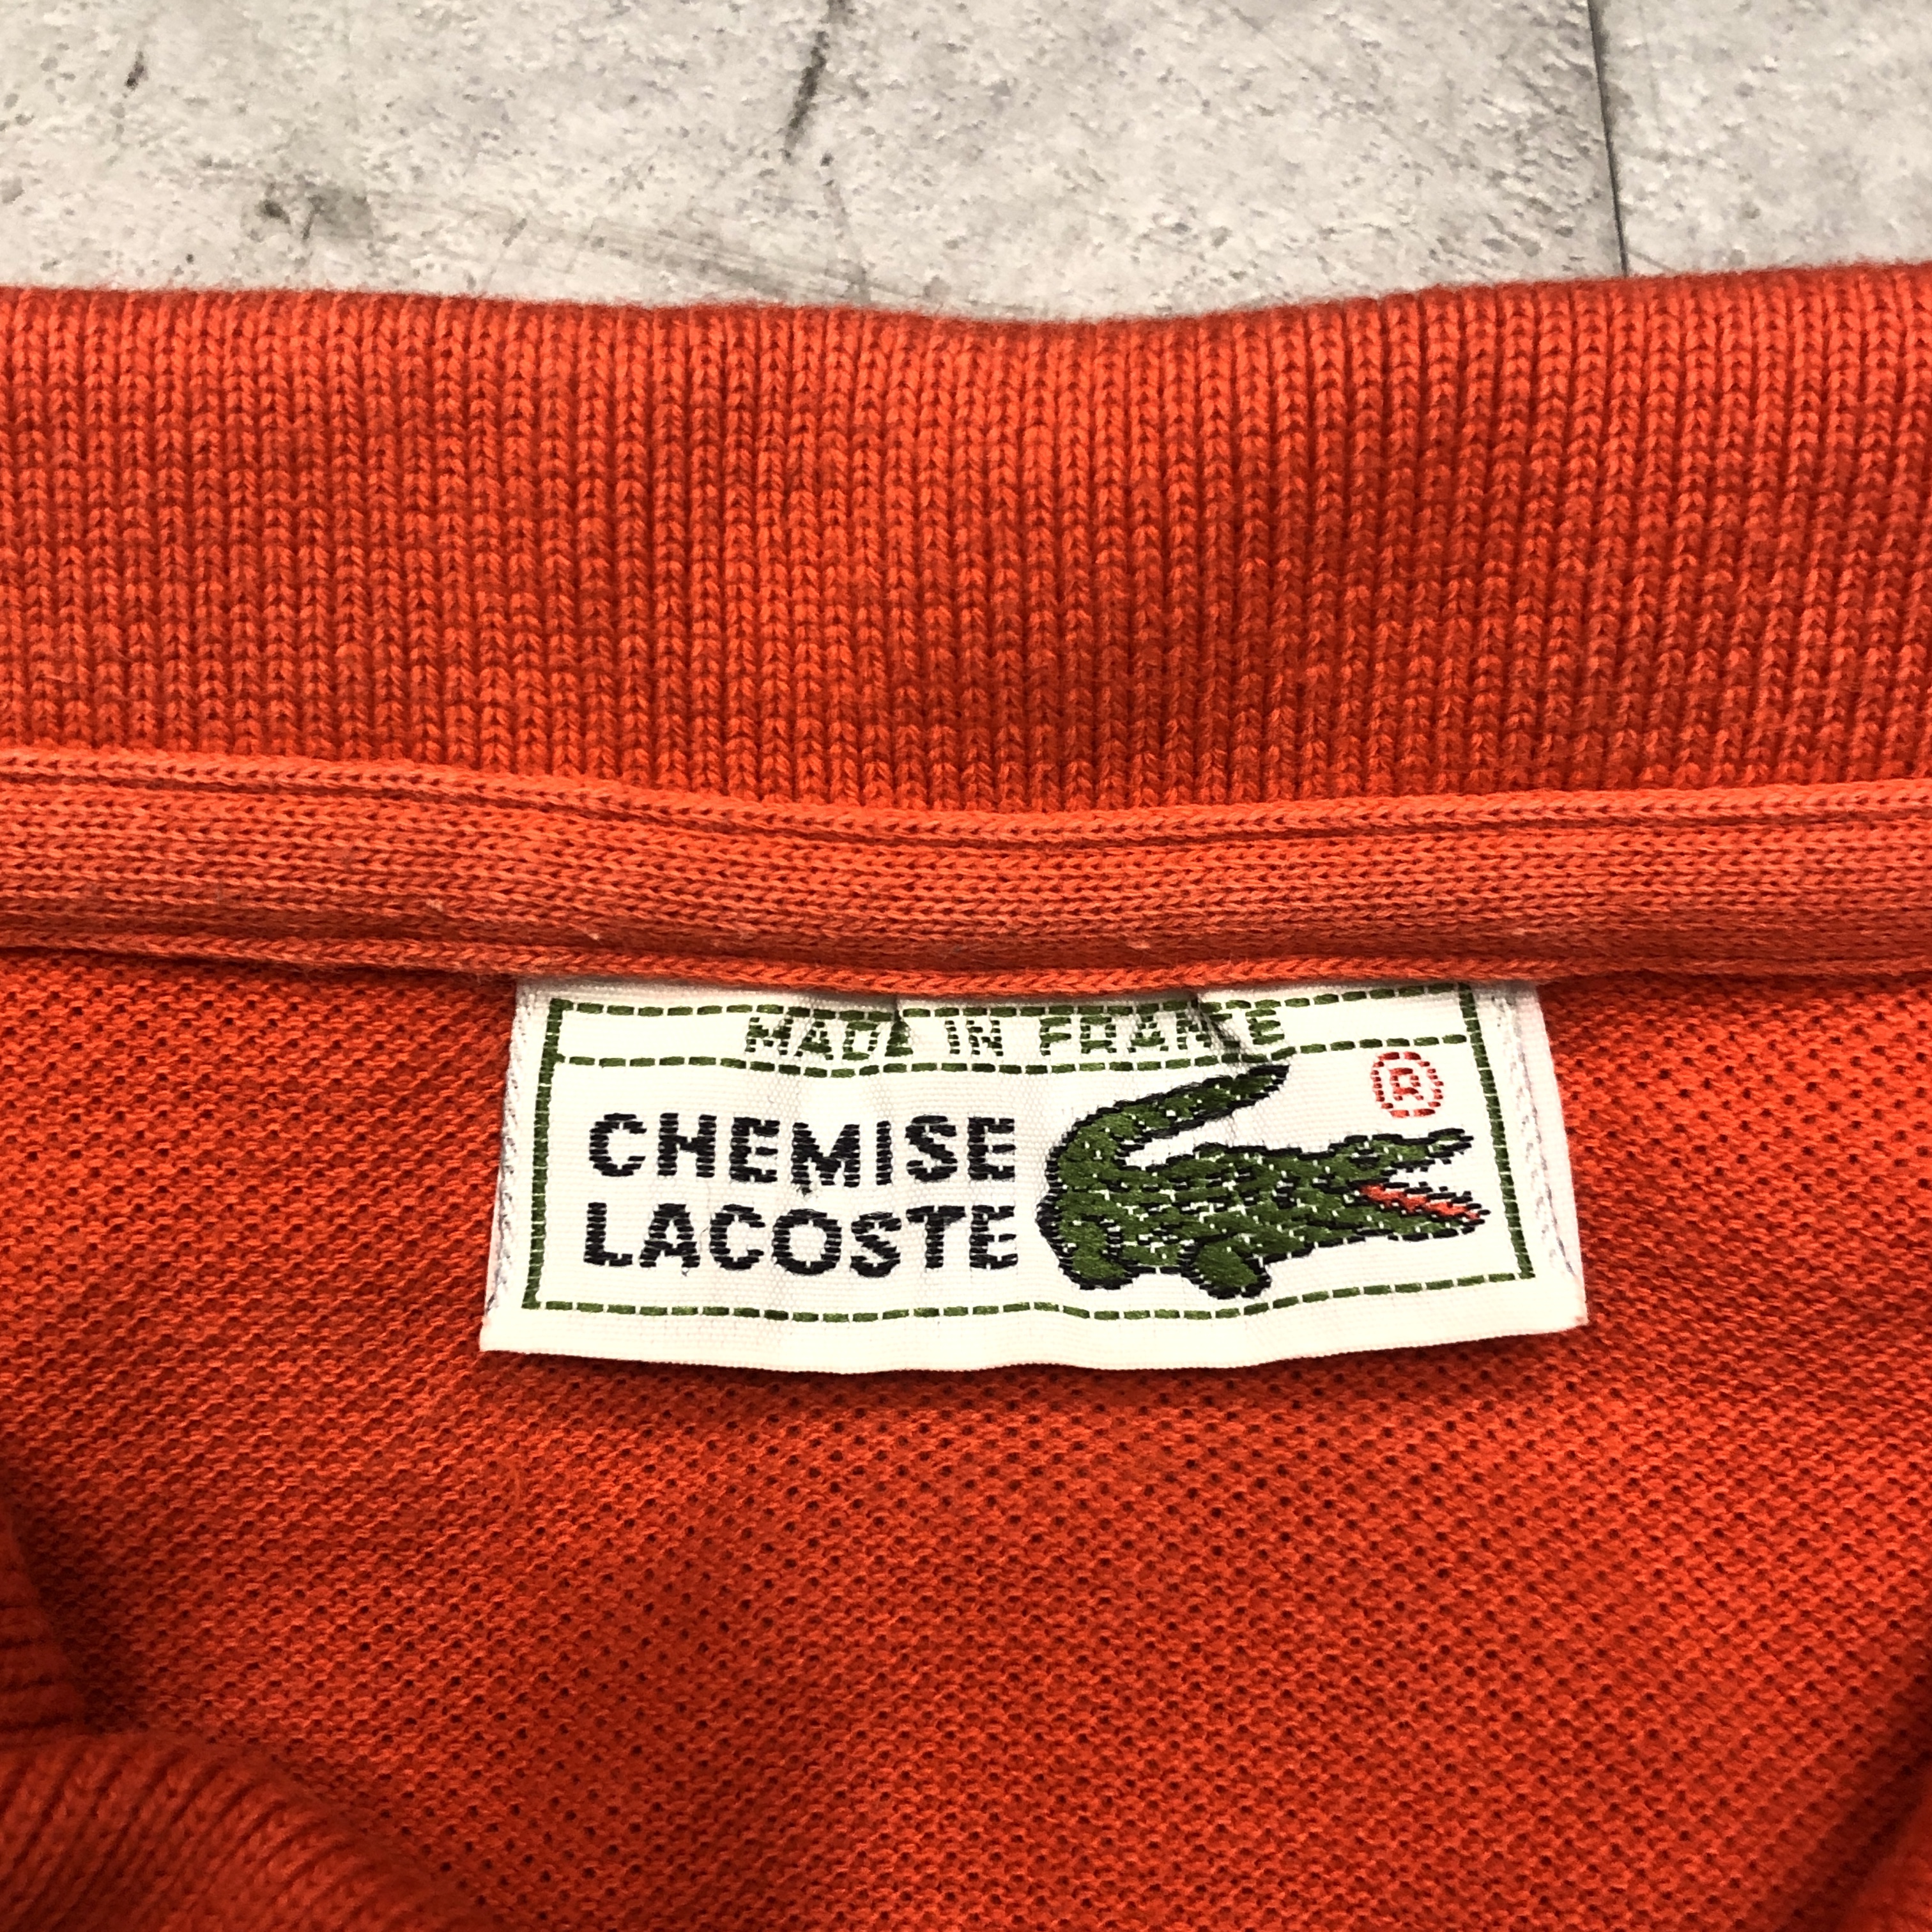 MADE IN FRANCE
®
CHEMISE
LACOSTE